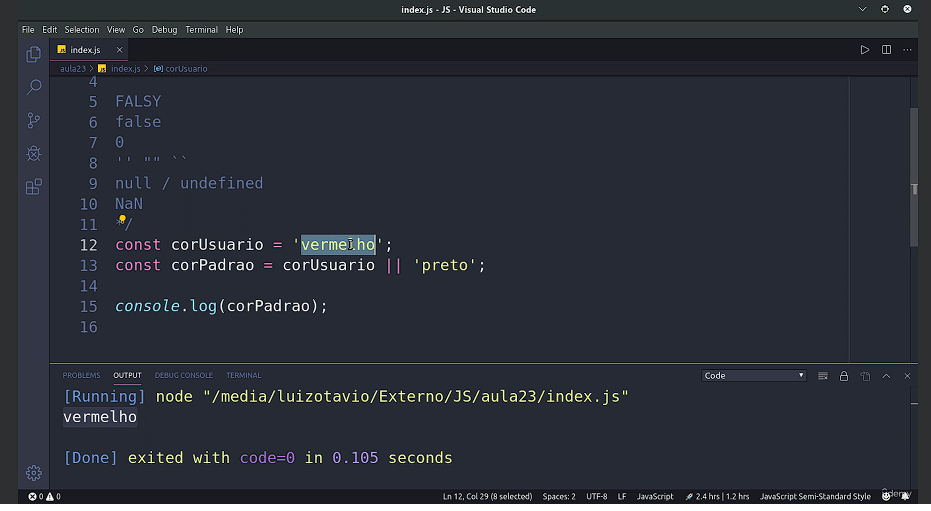 index.js - JS - Visual Studio Code
File Edit Selection View Go Debug Terminal Help
JS index.js ×
aula23 > JS index.js > corUsuario
4
5 FALSY
6 false
7 0
8 '' "" ``
9 null / undefined
10 NaN
11 */
12 const corUsuario = 'vermelho';
13 const corPadrao = corUsuario || 'preto';
14
15 console.log(corPadrao);
16
PROBLEMS OUTPUT DEBUG CONSOLE TERMINAL Code
[Running] node "/media/luizotavio/Externo/JS/aula23/index.js"
vermelho
[Done] exited with code=0 in 0.105 seconds
0 0 Ln 12, Col 29 (8 selected) Spaces: 2 UTF-8 LF JavaScript 2.4 hrs | 1.2 hrs JavaScript Semi-Standard Style
Udemy